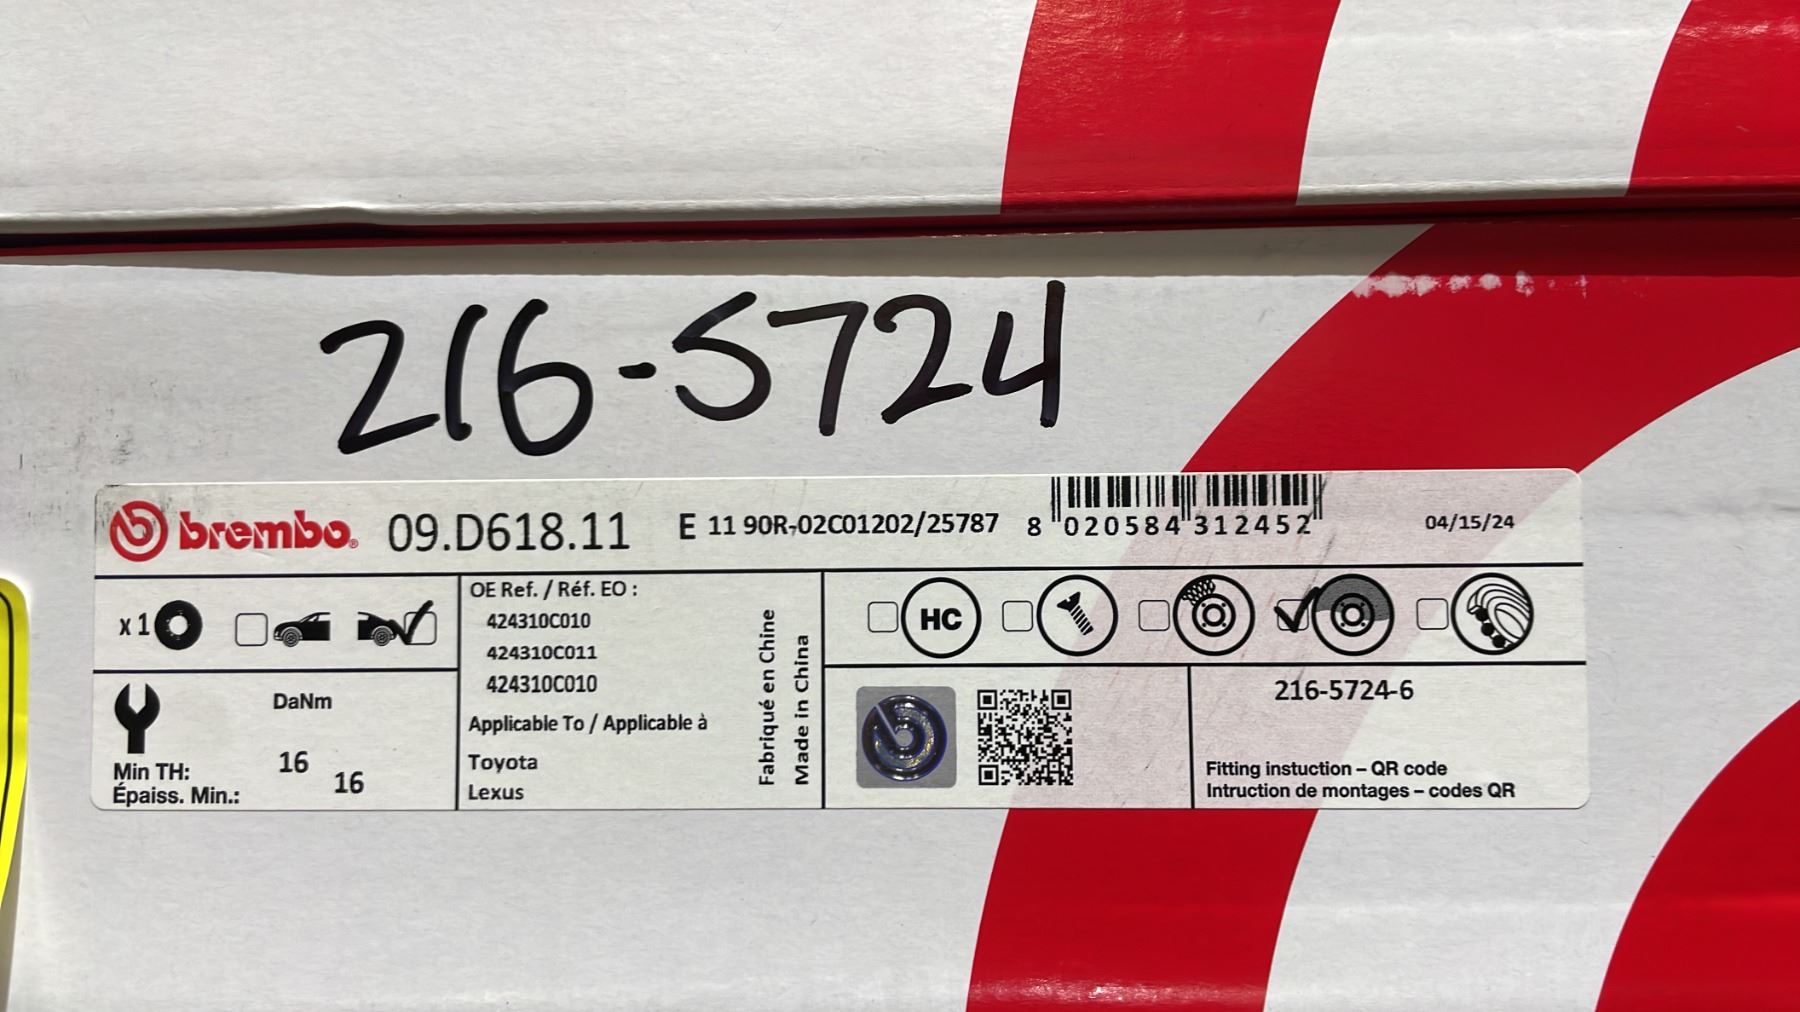 216-5724
brembo. 09.D618.11 E 11 90R-02C01202/25787 8 020584 312452 04/15/24
x 1
OE Ref. / Réf. EO :
424310C010
424310C011
424310C010
Applicable To / Applicable à
Toyota
Lexus
Fabriqué en Chine
Made in China
HC
DaNm
Min TH: 16
Épaiss. Min.: 16
216-5724-6
Fitting instuction – QR code
Intruction de montages – codes QR